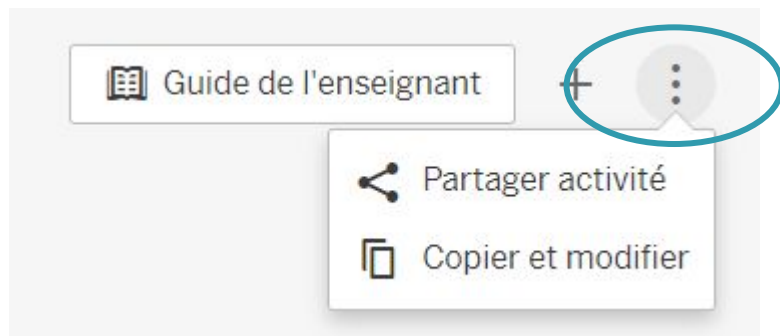 Guide de l'enseignant
Partager activité
Copier et modifier